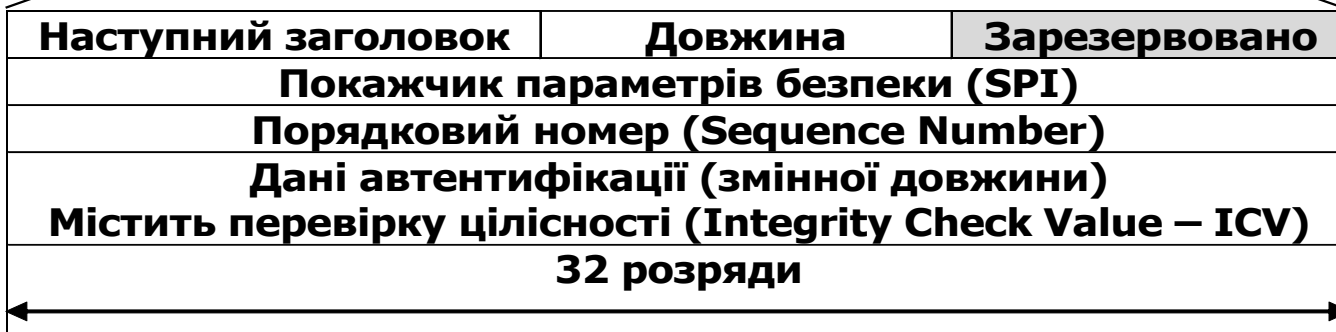 Наступний заголовок Довжина Зарезервовано
Покажчик параметрів безпеки (SPI)
Порядковий номер (Sequence Number)
Дані автентифікації (змінної довжини)
Містить перевірку цілісності (Integrity Check Value – ICV)
32 розряди